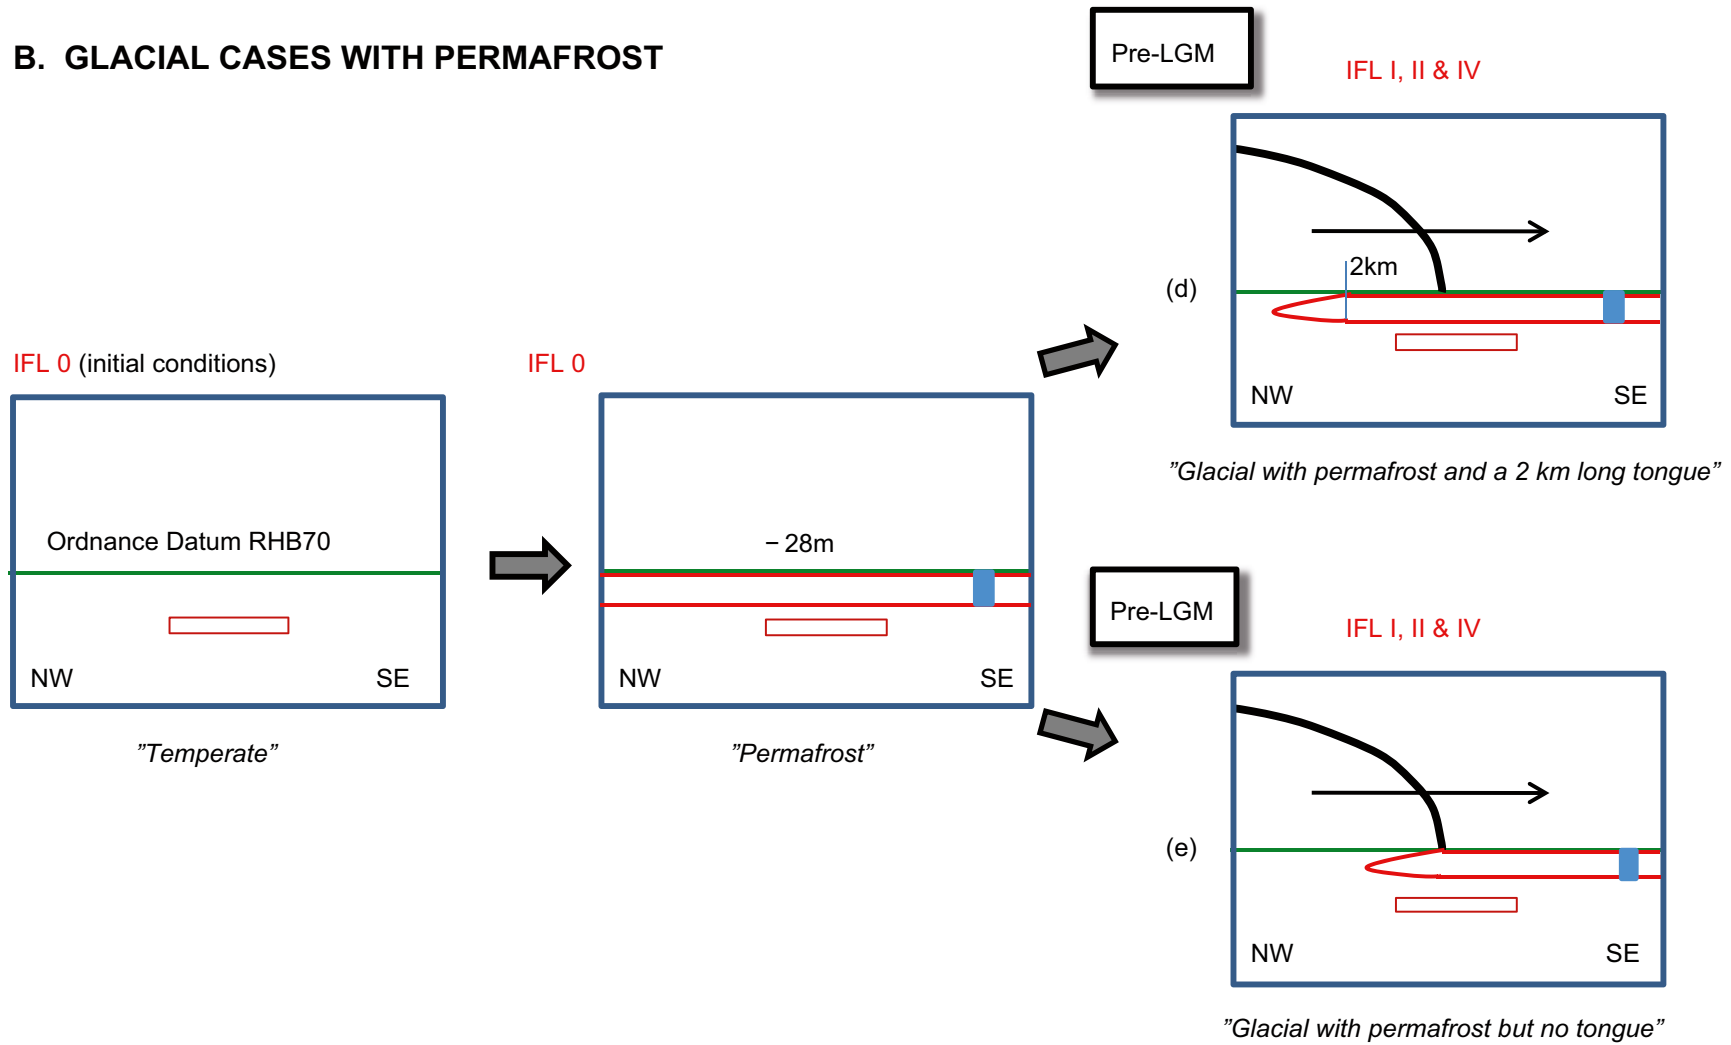 B. GLACIAL CASES WITH PERMAFROST
Pre-LGM
IFL I, II & IV
2km
(d)
NW SE
”Glacial with permafrost and a 2 km long tongue”
IFL 0 (initial conditions)
Ordnance Datum RHB70
NW SE
”Temperate”
IFL 0
– 28m
NW SE
”Permafrost”
Pre-LGM
IFL I, II & IV
(e)
NW SE
”Glacial with permafrost but no tongue”